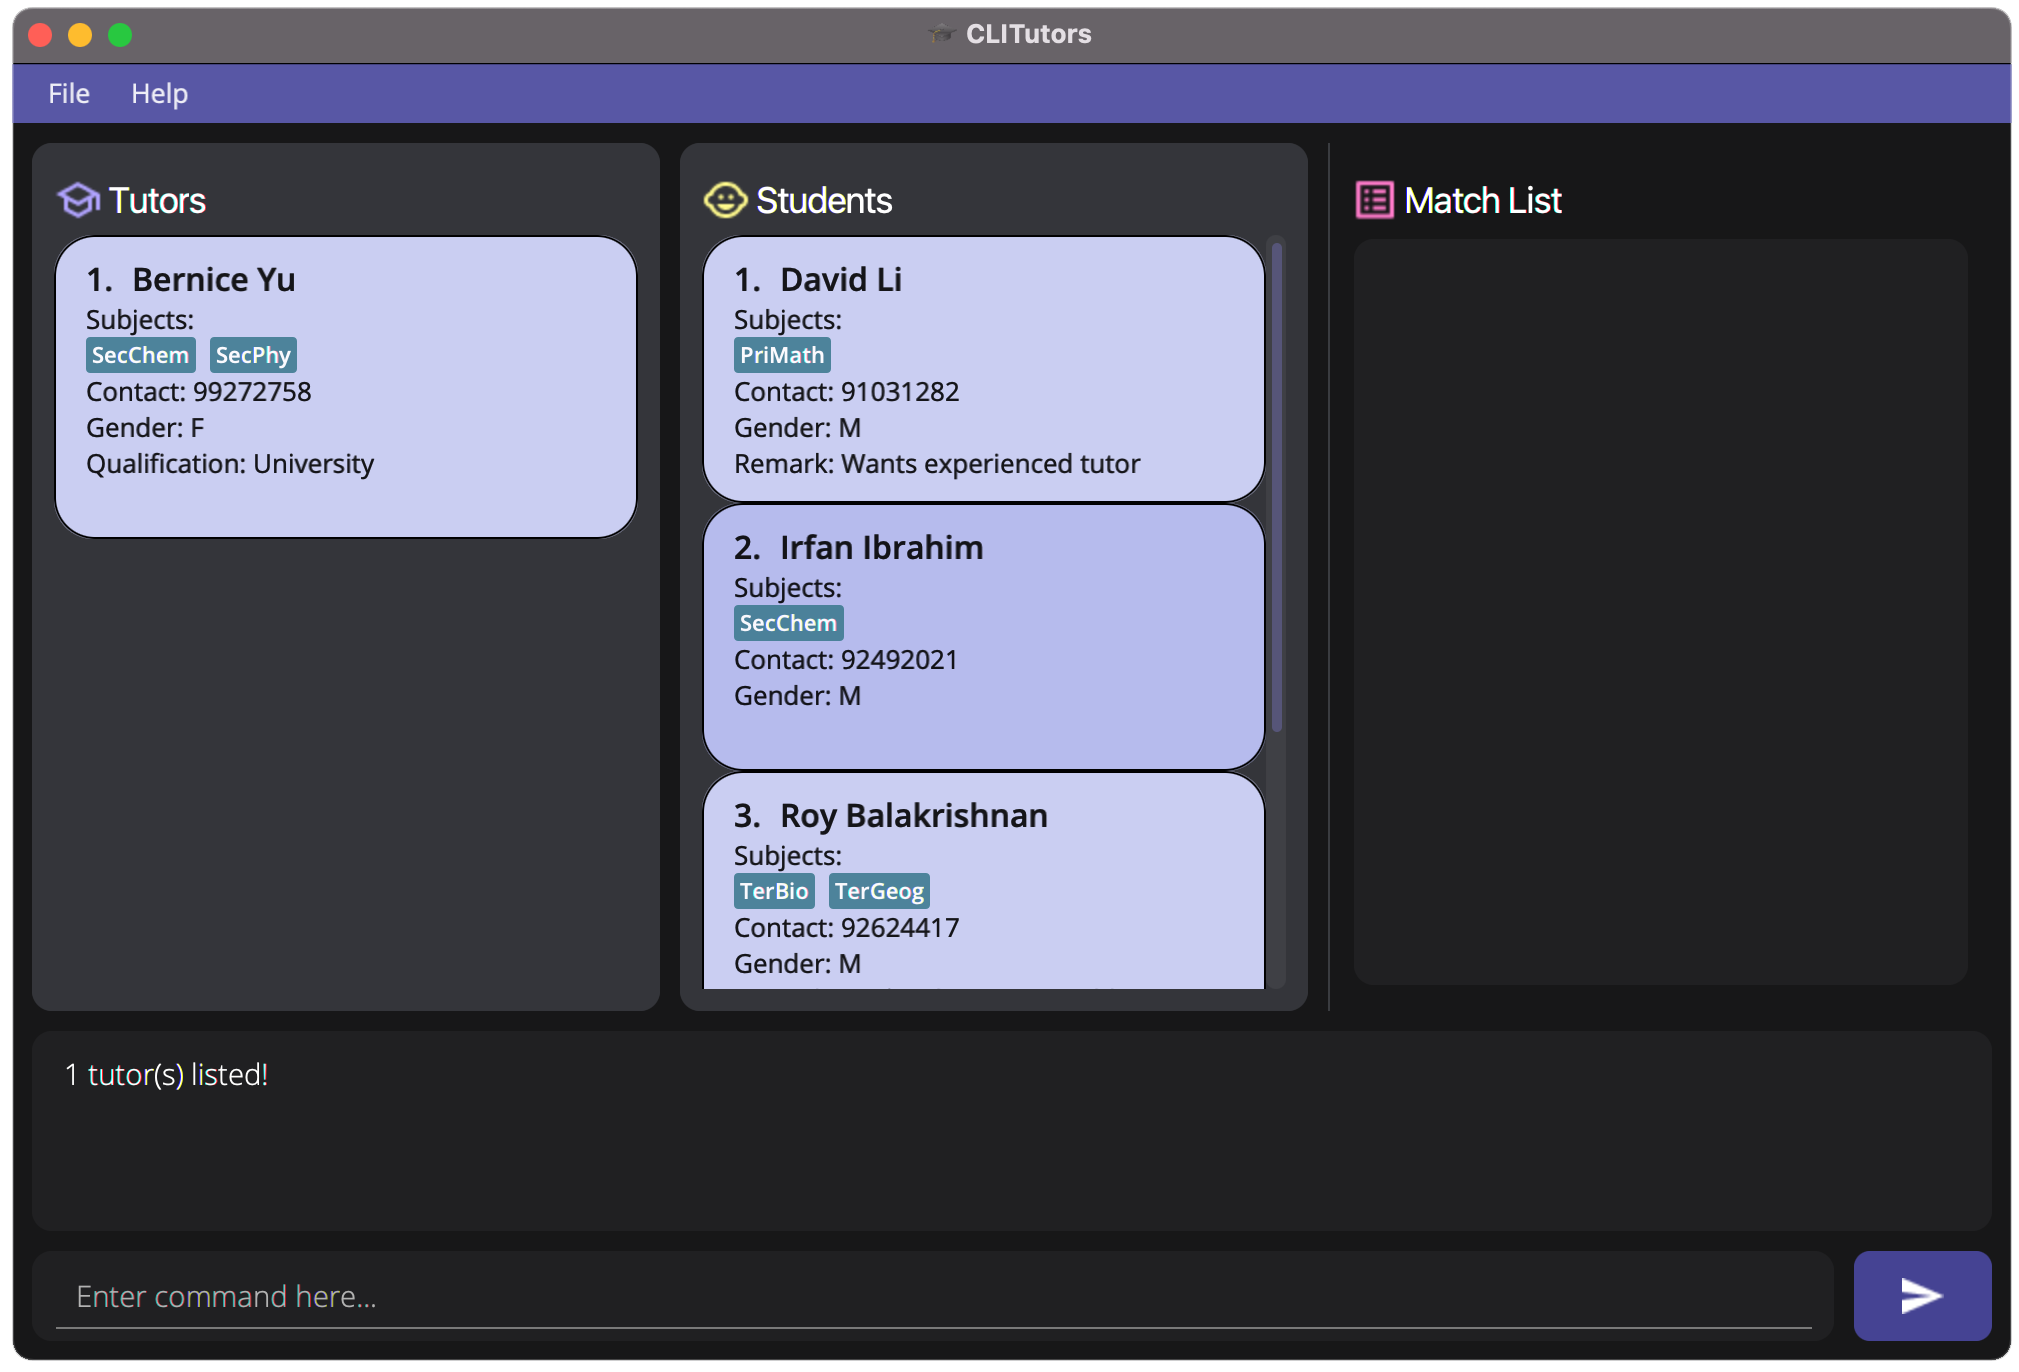 CLITutors
File Help
Tutors
1. Bernice Yu
Subjects:
SecChem SecPhy
Contact: 99272758
Gender: F
Qualification: University
Students
1. David Li
Subjects:
PriMath
Contact: 91031282
Gender: M
Remark: Wants experienced tutor
2. Irfan Ibrahim
Subjects:
SecChem
Contact: 92492021
Gender: M
3. Roy Balakrishnan
Subjects:
TerBio TerGeog
Contact: 92624417
Gender: M
Match List
1 tutor(s) listed!
Enter command here...